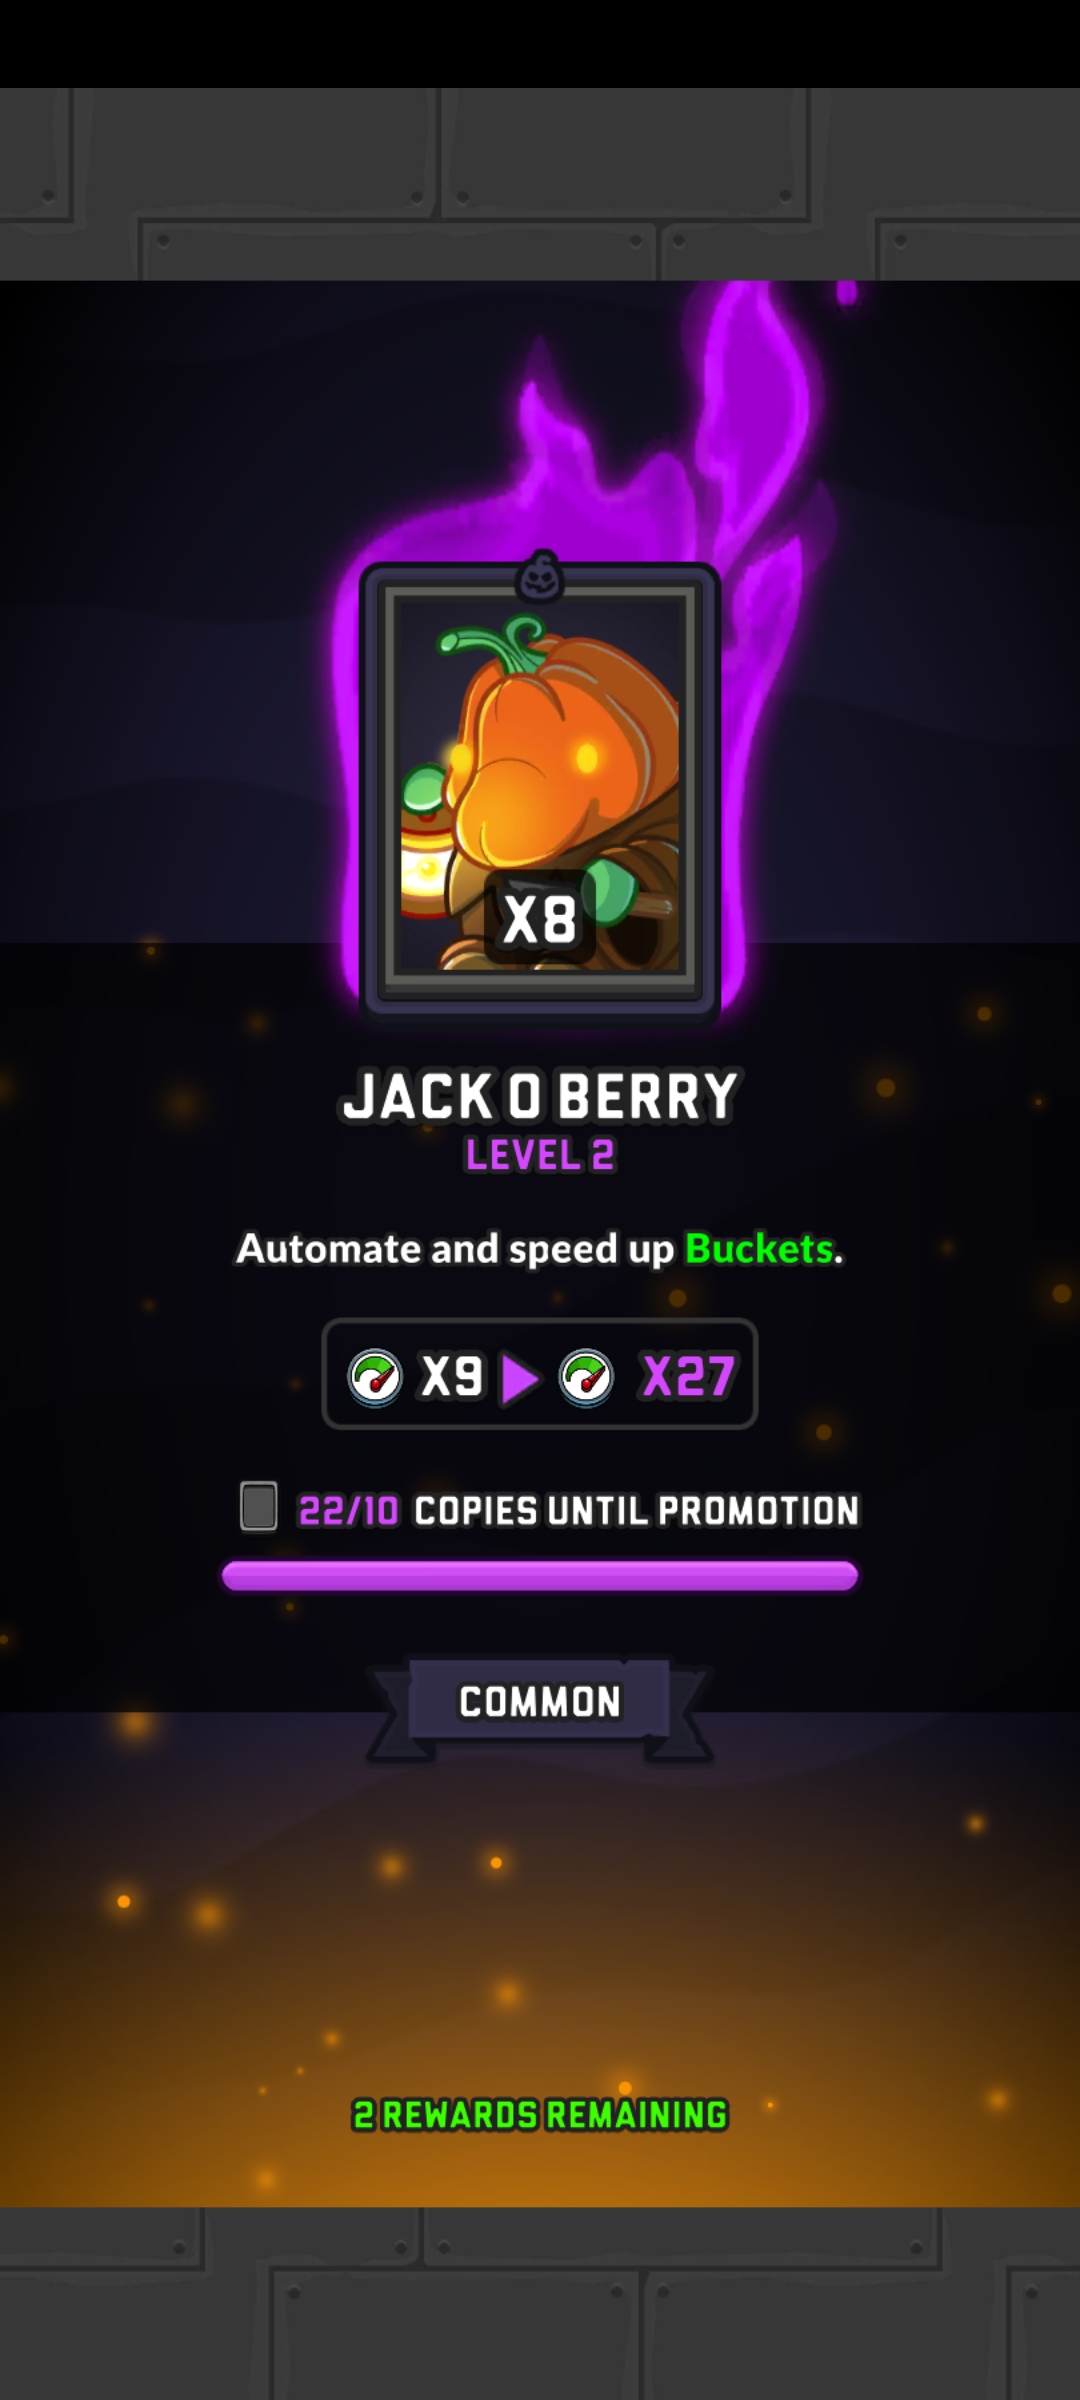 X8
JACK O BERRY
LEVEL 2
Automate and speed up Buckets.
X9 X27
22/10 COPIES UNTIL PROMOTION
COMMON
2 REWARDS REMAINING